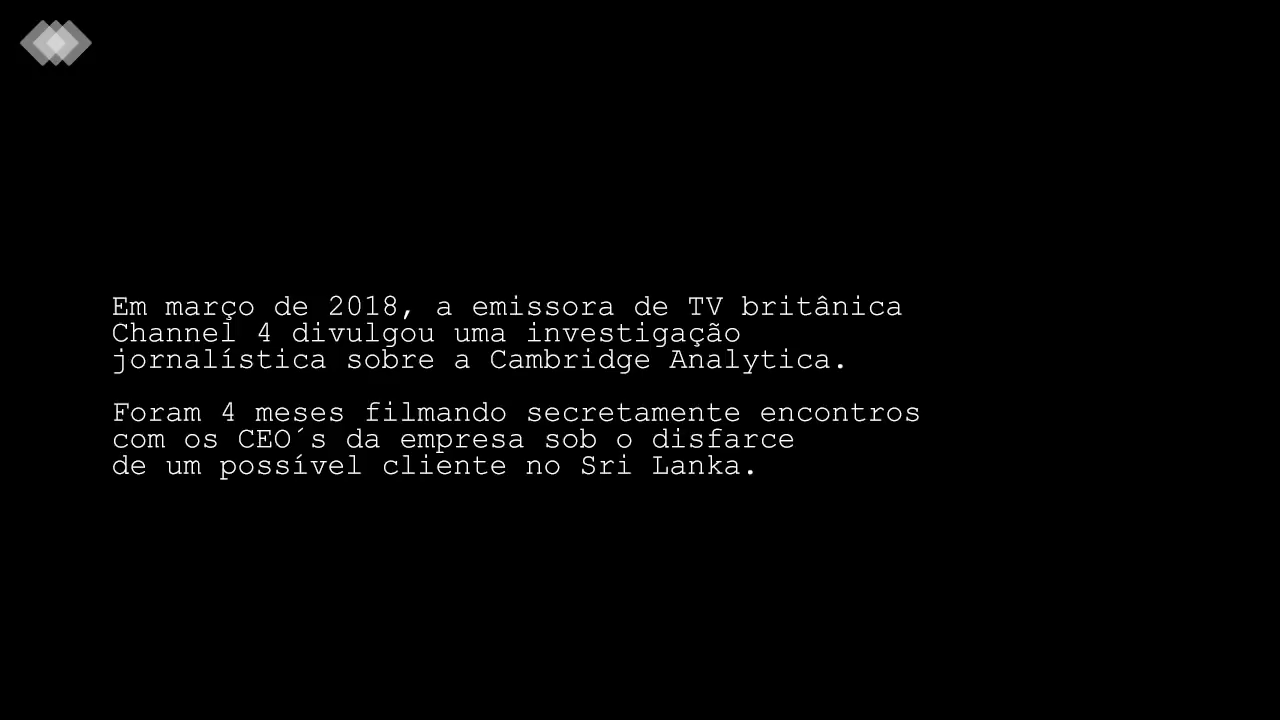 Em março de 2018, a emissora de TV britânica
Channel 4 divulgou uma investigação
jornalística sobre a Cambridge Analytica.
Foram 4 meses filmando secretamente encontros
com os CEO´s da empresa sob o disfarce
de um possível cliente no Sri Lanka.